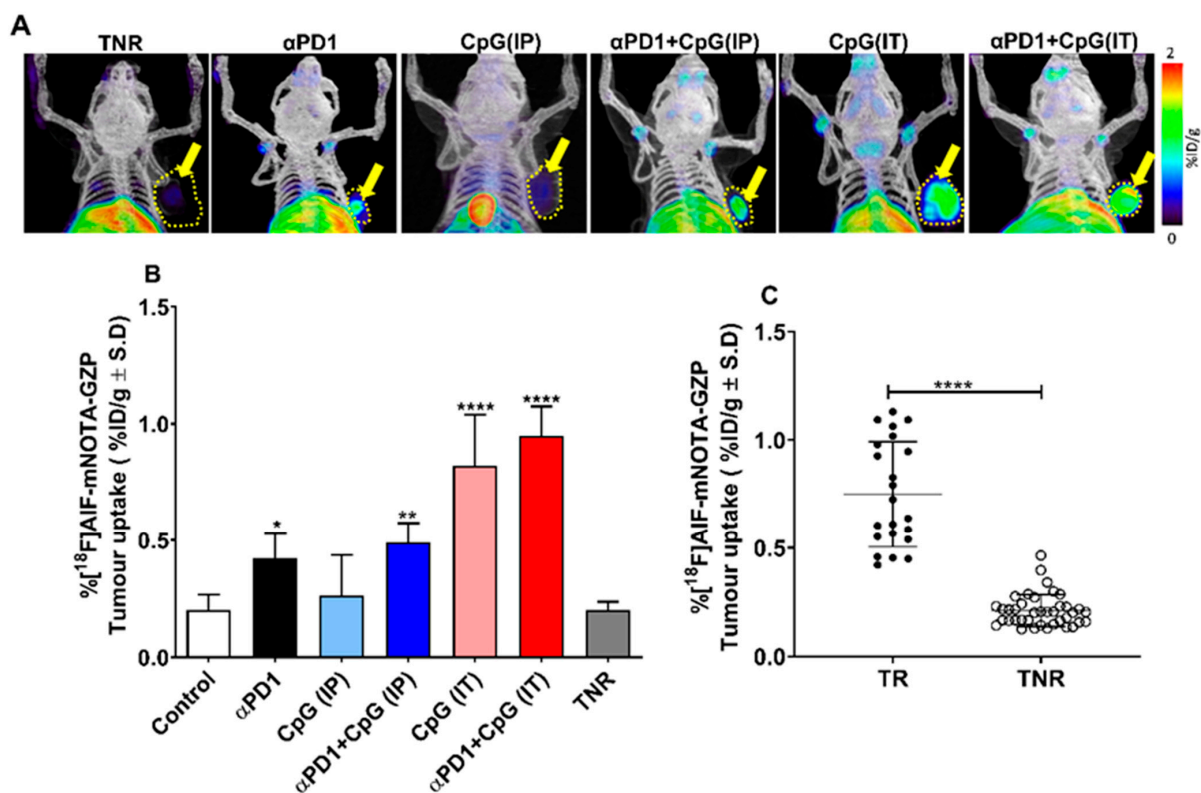 A
TNR αPD1 CpG(IP) αPD1+CpG(IP) CpG(IT) αPD1+CpG(IT)
2
%ID/g
0
B
%[¹⁸F]AlF-mNOTA-GZP
Tumour uptake ( %ID/g ± S.D)
1.5
1.0
0.5
0.0
*
**
****
****
Control
αPD1
CpG (IP)
αPD1+CpG (IP)
CpG (IT)
αPD1+CpG (IT)
TNR
C
%[¹⁸F]AlF-mNOTA-GZP
Tumour uptake ( %ID/g ± S.D)
1.5
1.0
0.5
0.0
****
TR TNR